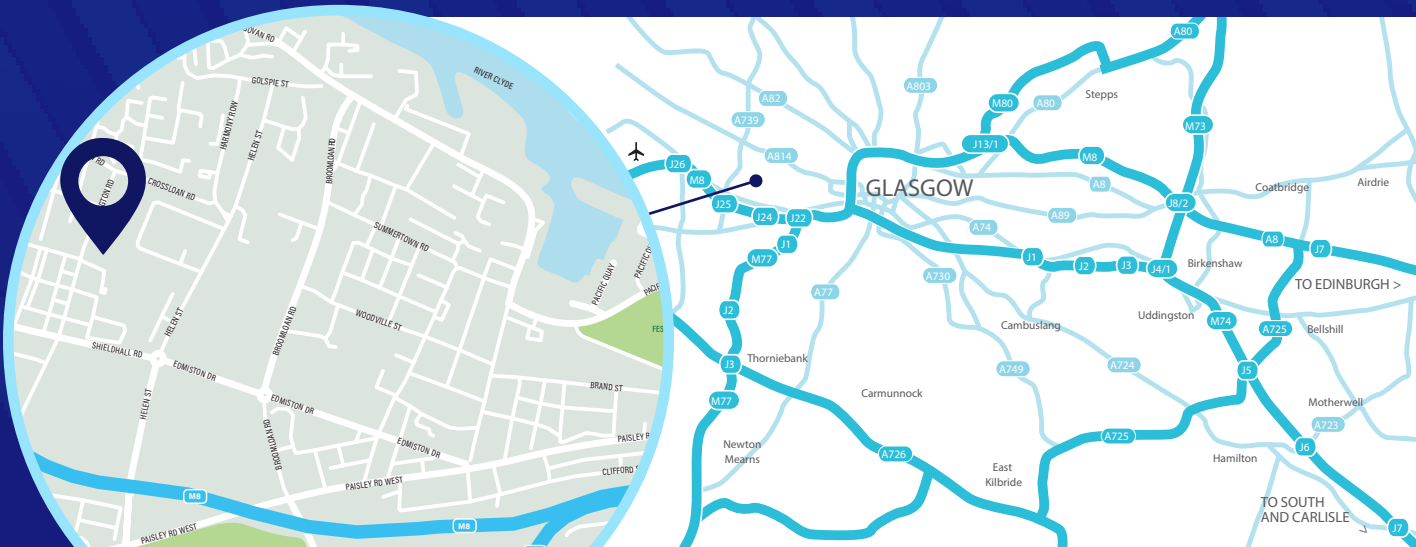 GOVAN RD
GOLSPIE ST
RIVER CLYDE
HARMONY ROW
HELEN ST
BROOMLOAN RD
RD
CROSSLOAN RD
SUMMERTOWN RD
PACIFIC QUAY
HELEN ST
BROOMLOAN RD
WOODVILLE ST
SHIELDHALL RD
EDMISTON DR
BRAND ST
HELEN ST
EDMISTON DR
BROOMLOAN RD
EDMISTON DR
PAISLEY R
CLIFFORD
PAISLEY RD WEST
M8
M8
PAISLEY RD WEST
A80
A803
A82
M80
A80
Stepps
A739
M73
J13/1
A814
M8
J26
M8
A8
GLASGOW
Coatbridge
Airdrie
J25
J24
J22
A89
J8/2
A74
J1
M77
J1
J2
J3
J4/1
Birkenshaw
A8
J7
A730
A77
TO EDINBURGH >
J2
Cambuslang
Uddingston
M74
A725
Bellshill
J3
Thorniebank
A749
A724
J5
M77
Carmunnock
Motherwell
A723
A725
Newton
Mearns
A726
J6
East
Kilbride
Hamilton
TO SOUTH
AND CARLISLE
>
J7